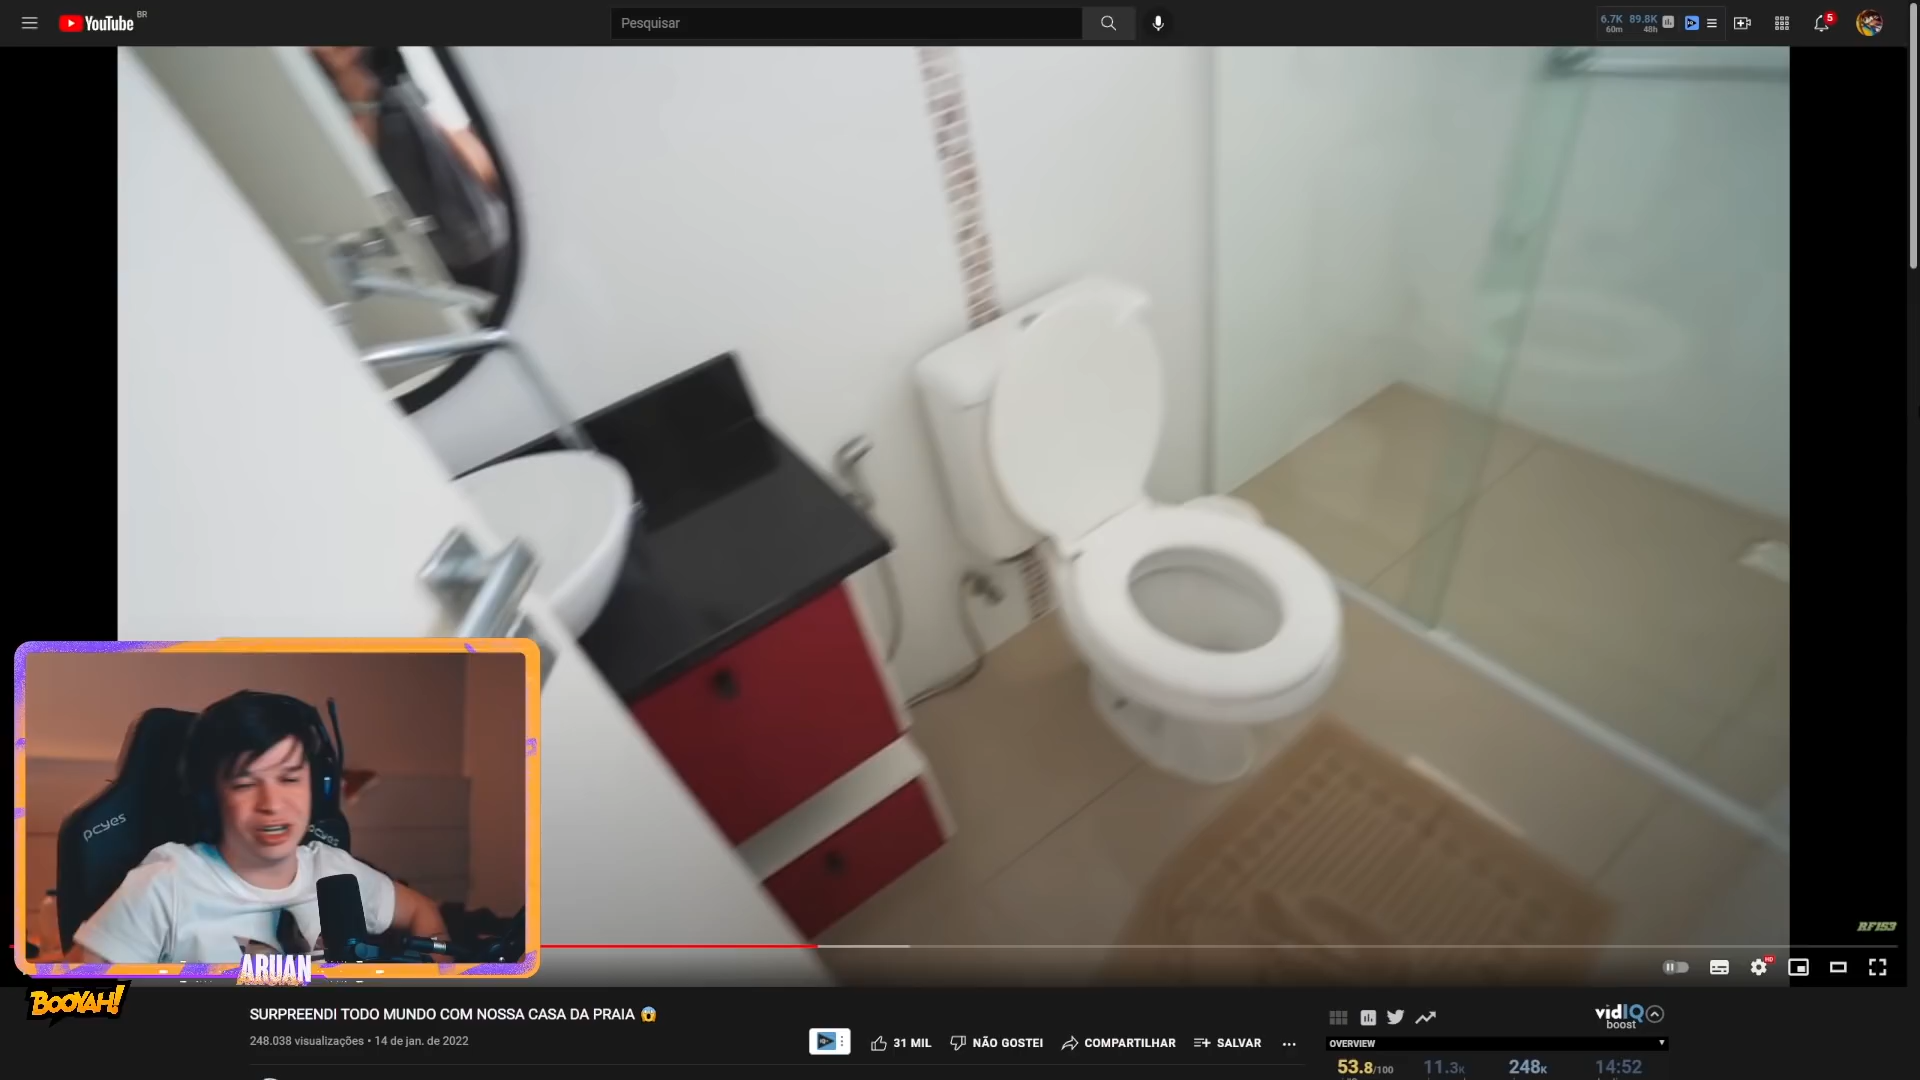 YouTube BR
Pesquisar
6.7K 89.8K
60m 48h
5
pcyes
pcyes
ARUAN
BOOYAH!
RF153
HD
SURPREENDI TODO MUNDO COM NOSSA CASA DA PRAIA 😱
248.038 visualizações • 14 de jan. de 2022
31 MIL
NÃO GOSTEI
COMPARTILHAR
SALVAR
vidIQ
boost
OVERVIEW
53.8/100
11.3K
248K
14:52